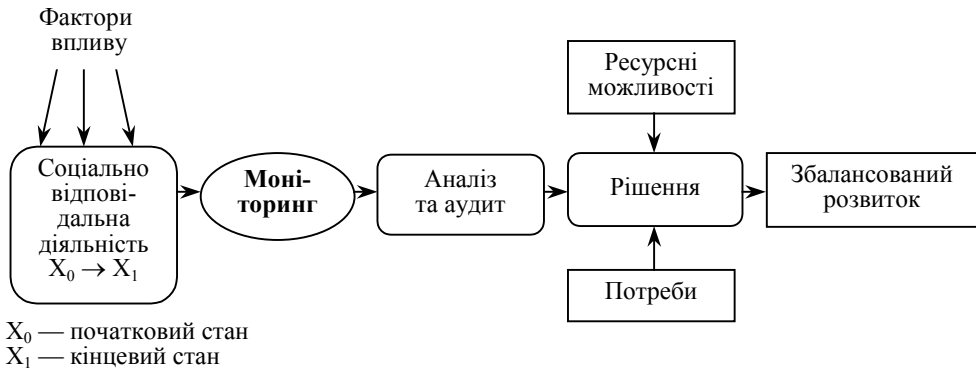 Фактори
впливу
Соціально
відпові-
дальна
діяльність
X₀ → X₁
Моні-
торинг
Аналіз
та аудит
Ресурсні
можливості
Рішення
Потреби
Збалансований
розвиток
X₀ — початковий стан
X₁ — кінцевий стан